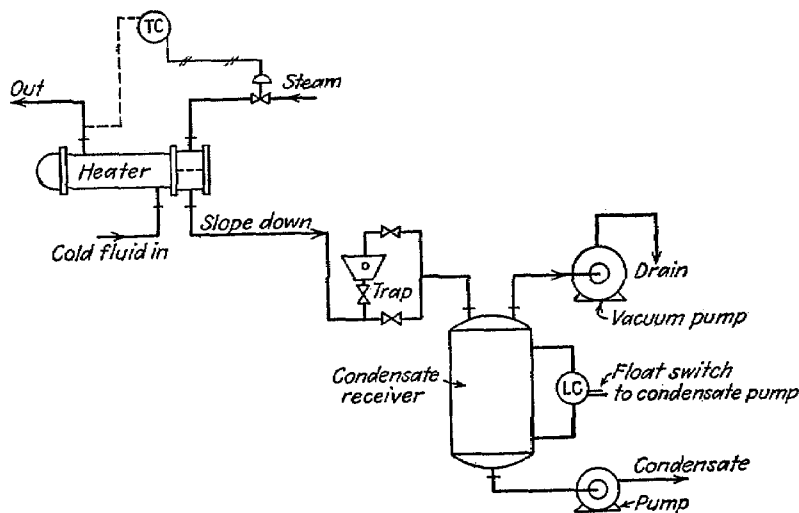 TC
Out
Steam
Heater
Slope down
Cold fluid in
Trap
Drain
Vacuum pump
Condensate
receiver
LC
Float switch
to condensate pump
Condensate
Pump